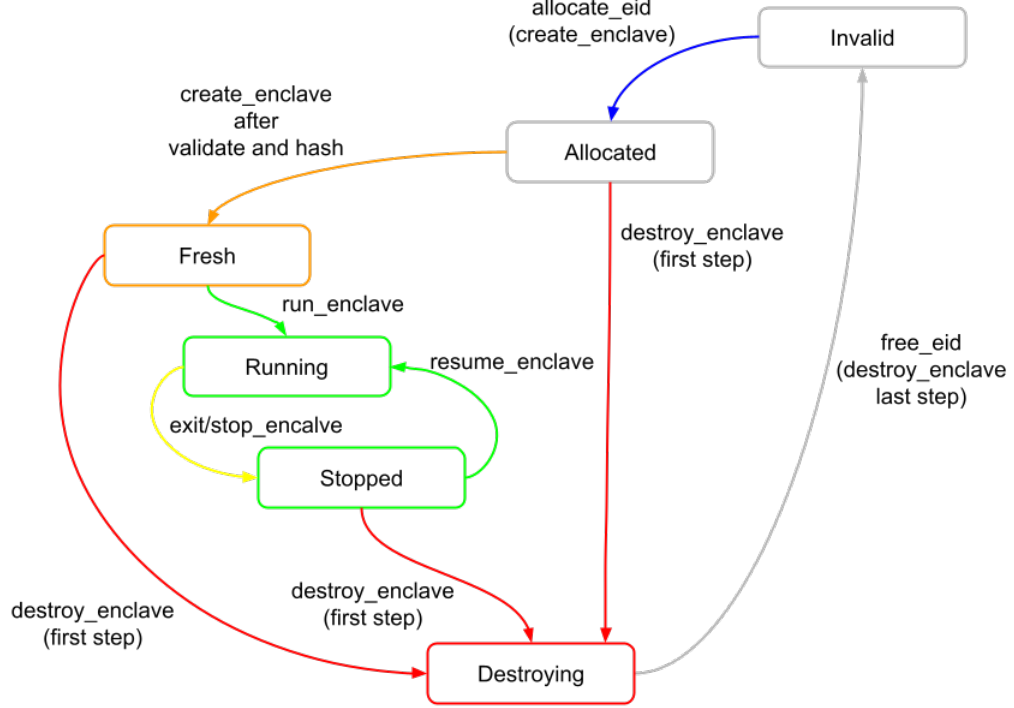 allocate_eid
(create_enclave)
Invalid
create_enclave
after
validate and hash
Allocated
destroy_enclave
(first step)
Fresh
run_enclave
Running
resume_enclave
free_eid
(destroy_enclave
last step)
exit/stop_encalve
Stopped
destroy_enclave
(first step)
destroy_enclave
(first step)
Destroying